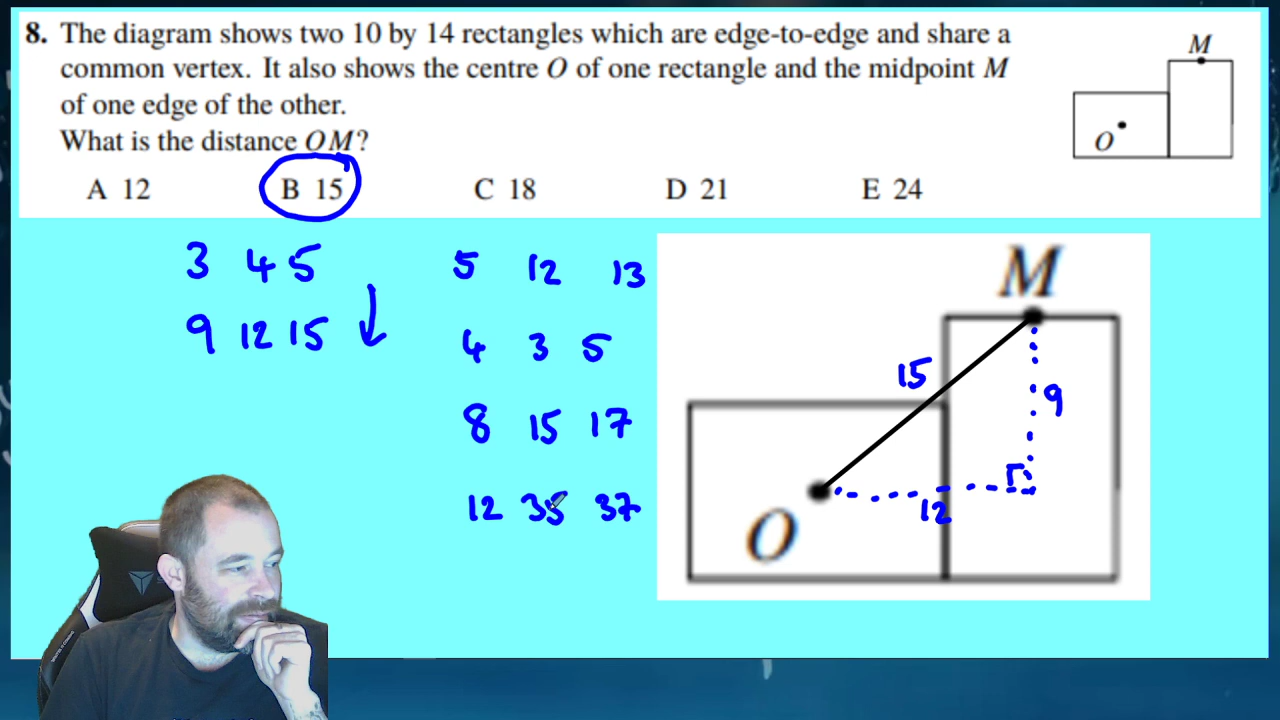 8. The diagram shows two 10 by 14 rectangles which are edge-to-edge and share a
common vertex. It also shows the centre O of one rectangle and the midpoint M
of one edge of the other.
What is the distance OM?
A 12 B 15 C 18 D 21 E 24
M
O
3 4 5
9 12 15
5 12 13
4 3 5
8 15 17
12 35 37
M
15
9
12
O